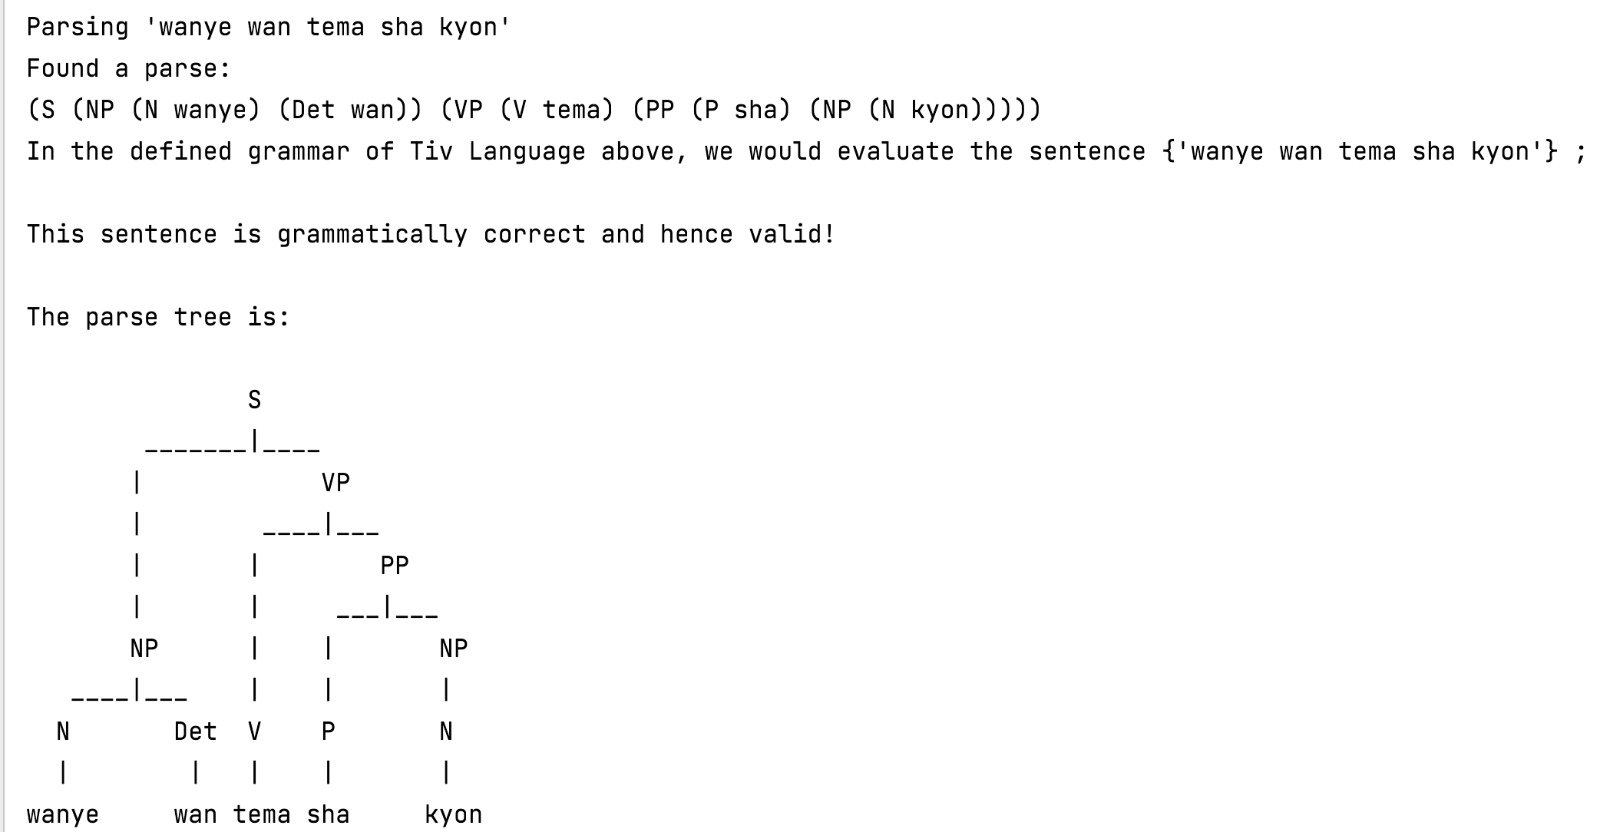 Parsing 'wanye wan tema sha kyon'
Found a parse:
(S (NP (N wanye) (Det wan)) (VP (V tema) (PP (P sha) (NP (N kyon)))))
In the defined grammar of Tiv Language above, we would evaluate the sentence {'wanye wan tema sha kyon'} ;
This sentence is grammatically correct and hence valid!
The parse tree is:
               S
        _______|____
       |            VP
       |        ____|___
       |       |        PP
       |       |     ___|___
       NP      |    |       NP
   ____|___    |    |       |
  N       Det  V    P       N
  |        |   |    |       |
wanye     wan tema sha     kyon